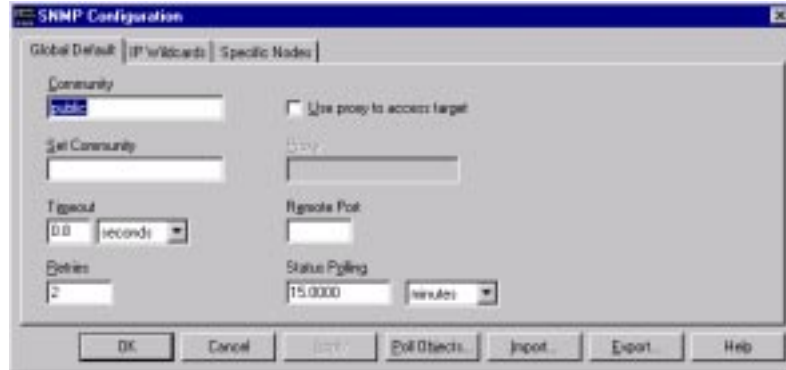 SNMP Configuration
Global Default IP Wildcards Specific Nodes
Community
public
Use proxy to access target
Set Community
Proxy
Timeout
0.8 seconds
Remote Port
Retries
2
Status Polling
15.0000 minutes
OK Cancel Apply Poll Objects... Import... Export... Help